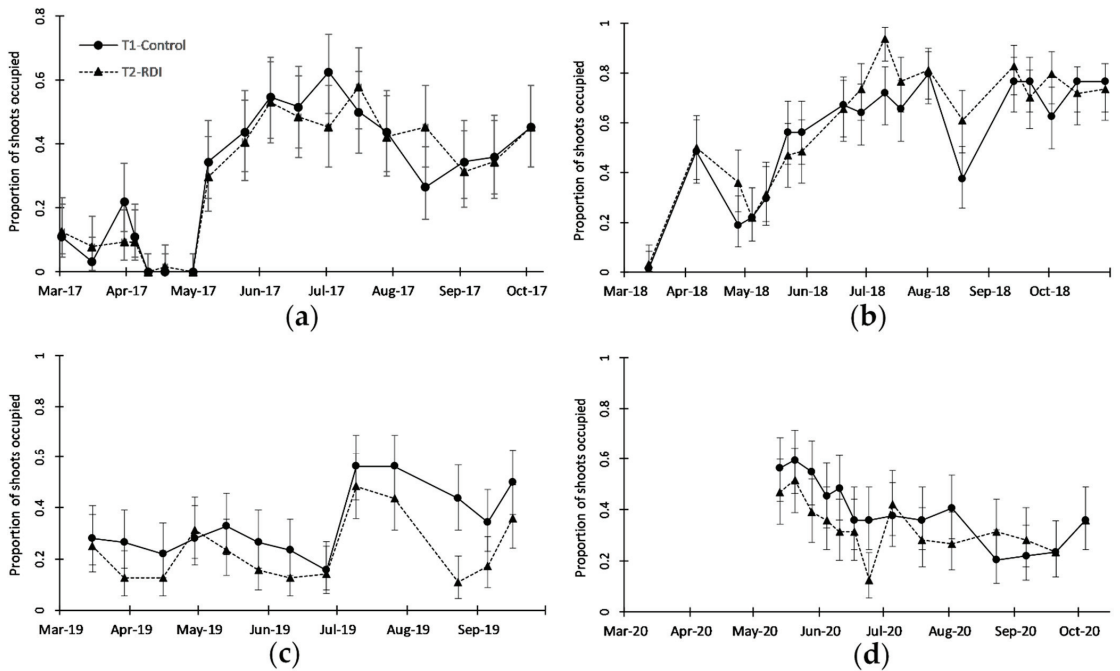 0.8
0.6
0.4
0.2
0
Proportion of shoots occupied
T1-Control
T2-RDI
Mar-17 Apr-17 May-17 Jun-17 Jul-17 Aug-17 Sep-17 Oct-17
(a)
1
0.8
0.6
0.4
0.2
0
Proportion of shoots occupied
Mar-18 Apr-18 May-18 Jun-18 Jul-18 Aug-18 Sep-18 Oct-18
(b)
1
0.8
0.6
0.4
0.2
0
Proportion of shoots occupied
Mar-19 Apr-19 May-19 Jun-19 Jul-19 Aug-19 Sep-19
(c)
1
0.8
0.6
0.4
0.2
0
Proportion of shoots occupied
Mar-20 Apr-20 May-20 Jun-20 Jul-20 Aug-20 Sep-20 Oct-20
(d)